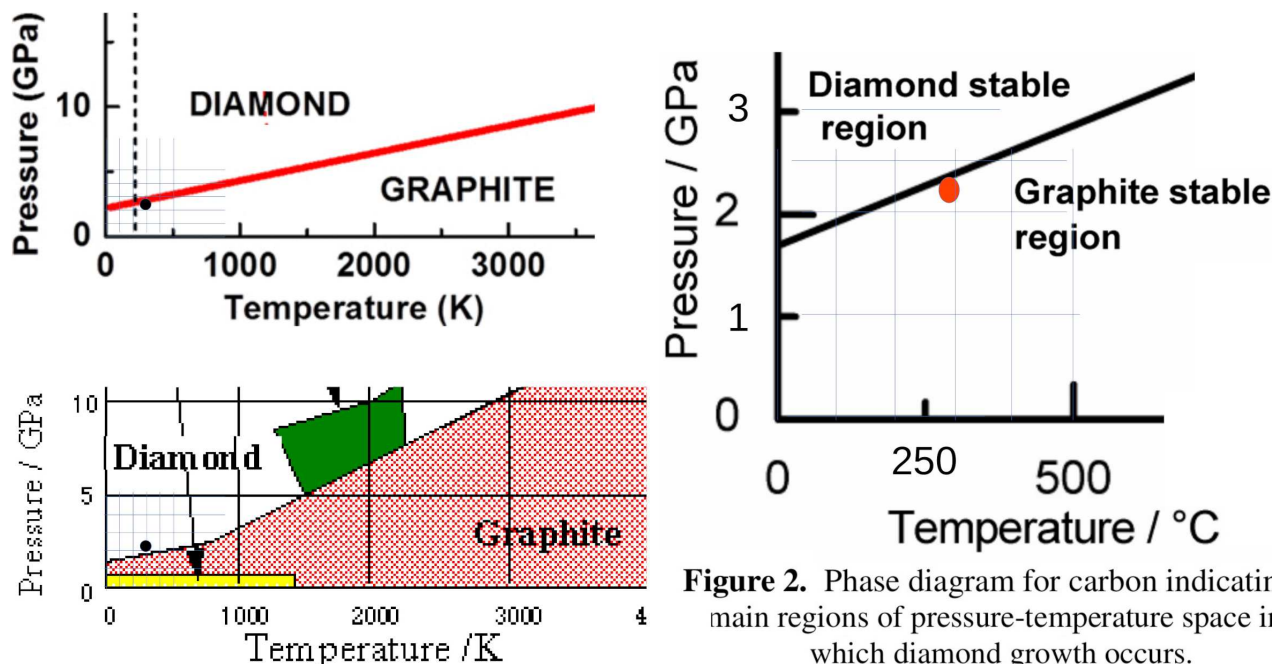 Pressure (GPa)
10
0
DIAMOND
GRAPHITE
0 1000 2000 3000
Temperature (K)
Pressure / GPa
3
2
1
0
Diamond stable
region
Graphite stable
region
0 250 500
Temperature / °C
Pressure / GPa
10
5
0
Diamond
Graphite
0 1000 2000 3000 4
Temperature /K
Figure 2. Phase diagram for carbon indicatin
main regions of pressure-temperature space i
which diamond growth occurs.